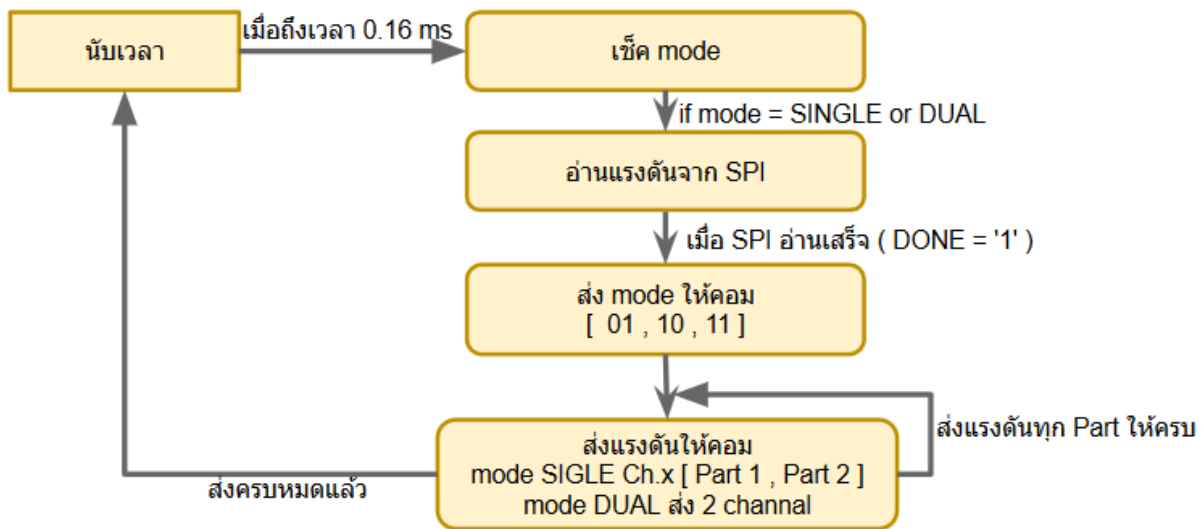 นับเวลา
เมื่อถึงเวลา 0.16 ms
เช็ค mode
if mode = SINGLE or DUAL
อ่านแรงดันจาก SPI
เมื่อ SPI อ่านเสร็จ ( DONE = '1' )
ส่ง mode ให้คอม
[ 01 , 10 , 11 ]
ส่งแรงดันให้คอม
mode SIGLE Ch.x [ Part 1 , Part 2 ]
mode DUAL ส่ง 2 channal
ส่งแรงดันทุก Part ให้ครบ
ส่งครบหมดแล้ว